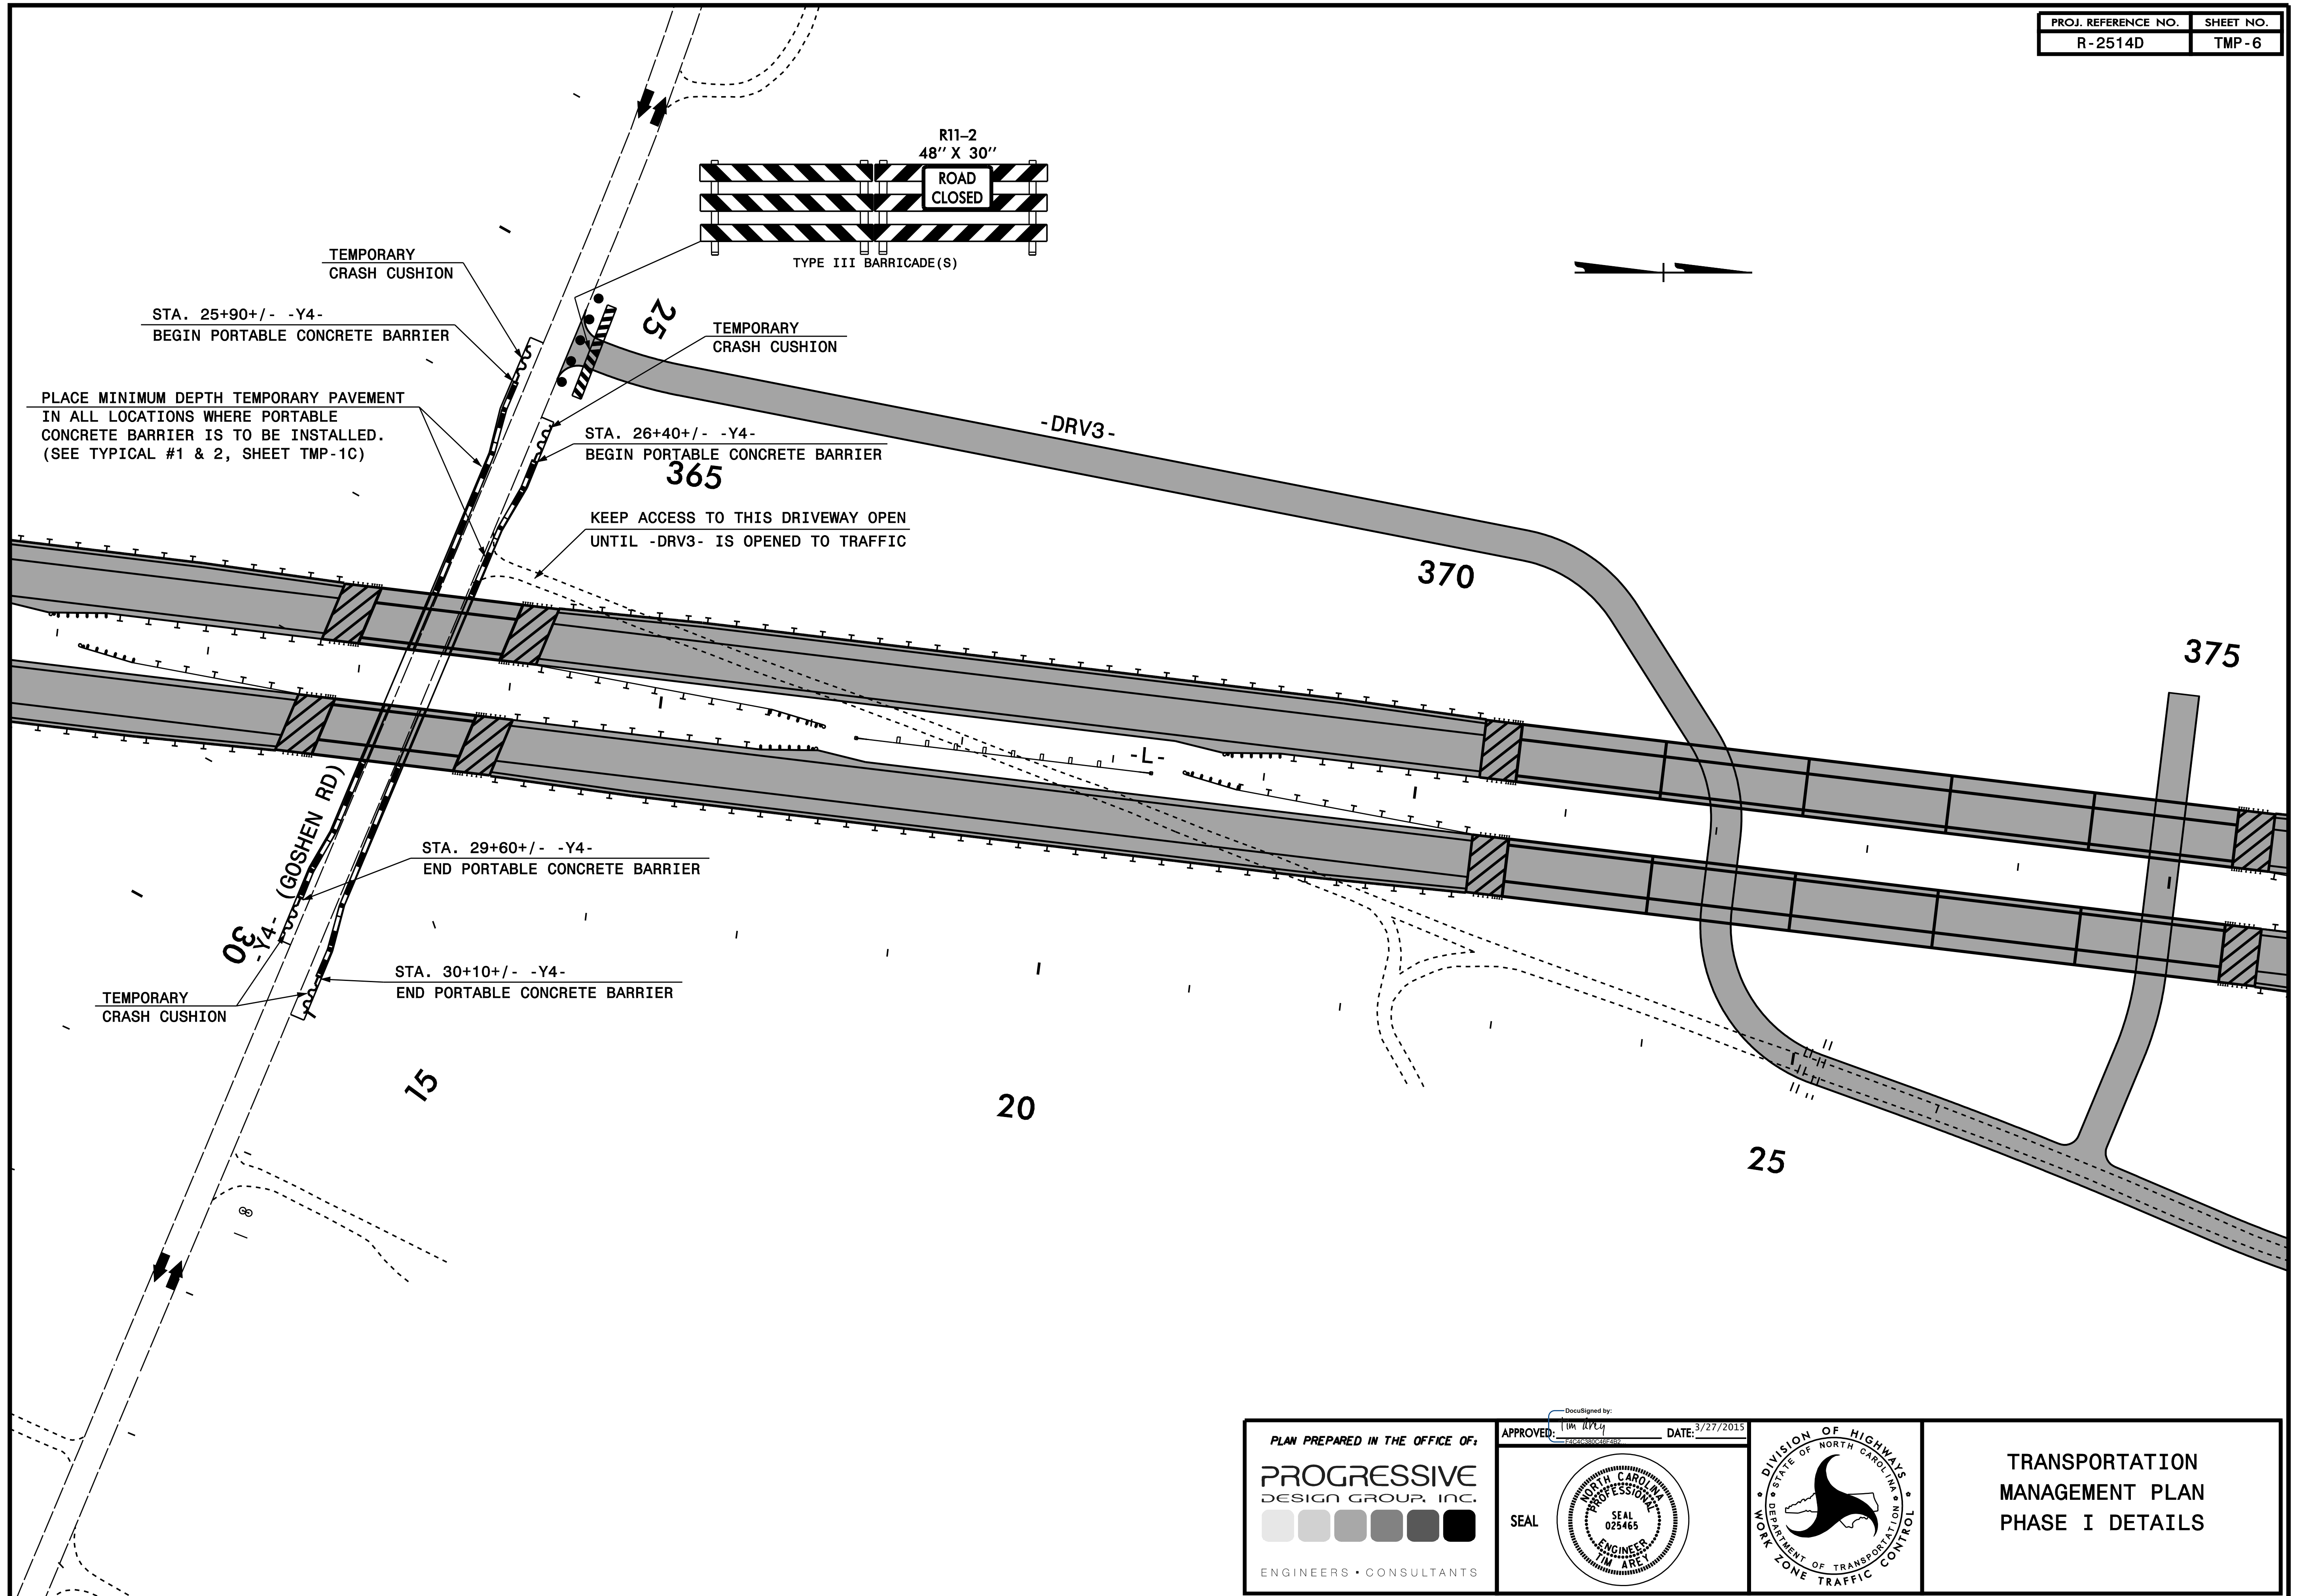 PROJ. REFERENCE NO.
SHEET NO.
R-2514D
TMP-6
R11-2
48'' X 30''
ROAD
CLOSED
TYPE III BARRICADE(S)
TEMPORARY
CRASH CUSHION
STA. 25+90+/- -Y4-
BEGIN PORTABLE CONCRETE BARRIER
25
TEMPORARY
CRASH CUSHION
PLACE MINIMUM DEPTH TEMPORARY PAVEMENT
IN ALL LOCATIONS WHERE PORTABLE
CONCRETE BARRIER IS TO BE INSTALLED.
(SEE TYPICAL #1 & 2, SHEET TMP-1C)
-DRV3-
STA. 26+40+/- -Y4-
BEGIN PORTABLE CONCRETE BARRIER
365
KEEP ACCESS TO THIS DRIVEWAY OPEN
UNTIL -DRV3- IS OPENED TO TRAFFIC
370
375
-L-
-Y4- (GOSHEN RD)
30
STA. 29+60+/- -Y4-
END PORTABLE CONCRETE BARRIER
STA. 30+10+/- -Y4-
END PORTABLE CONCRETE BARRIER
TEMPORARY
CRASH CUSHION
15
20
25
PLAN PREPARED IN THE OFFICE OF:
PROGRESSIVE
DESIGN GROUP, INC.
ENGINEERS • CONSULTANTS
DocuSigned by:
APPROVED: Tim Arey
F4C4C380C46F4B2...
DATE: 3/27/2015
SEAL
NORTH CAROLINA
PROFESSIONAL
SEAL
025465
ENGINEER
TIM AREY
DIVISION OF HIGHWAYS
STATE OF NORTH CAROLINA
DEPARTMENT OF TRANSPORTATION
WORK ZONE TRAFFIC CONTROL
TRANSPORTATION
MANAGEMENT PLAN
PHASE I DETAILS